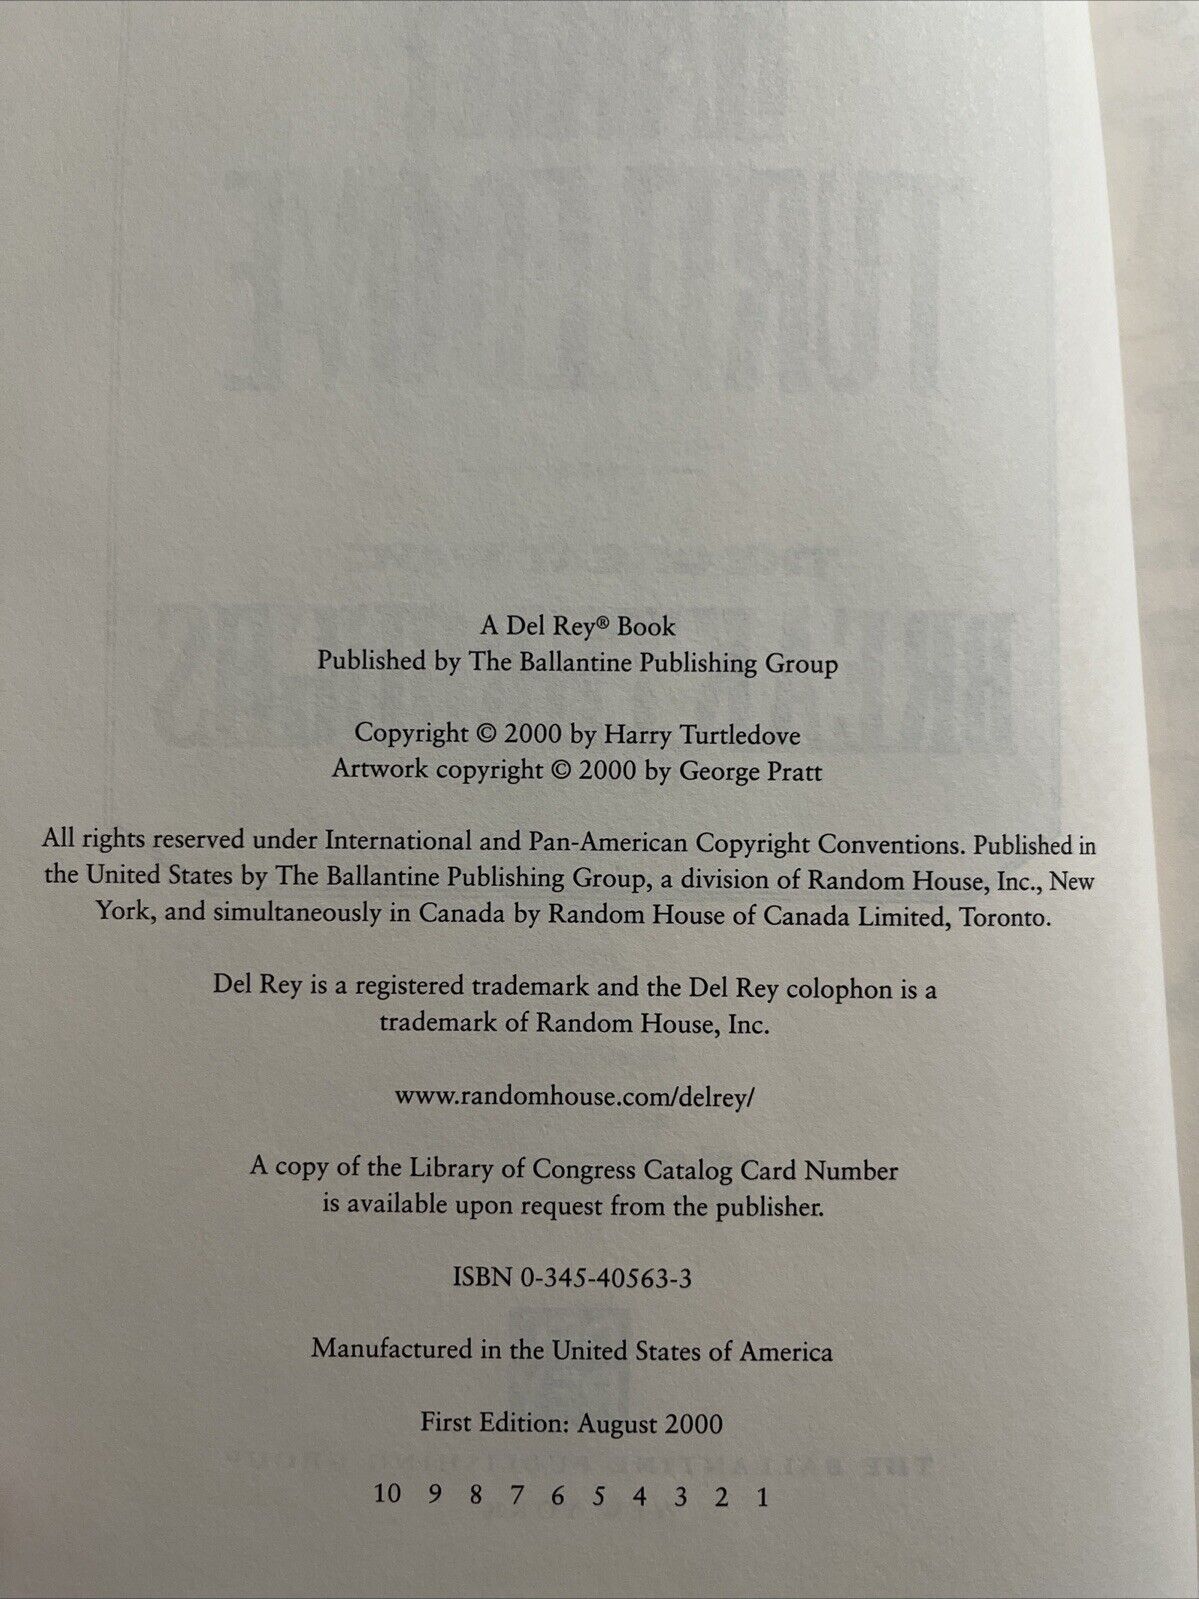 A Del Rey® Book
Published by The Ballantine Publishing Group
Copyright © 2000 by Harry Turtledove
Artwork copyright © 2000 by George Pratt
All rights reserved under International and Pan-American Copyright Conventions. Published in
the United States by The Ballantine Publishing Group, a division of Random House, Inc., New
York, and simultaneously in Canada by Random House of Canada Limited, Toronto.
Del Rey is a registered trademark and the Del Rey colophon is a
trademark of Random House, Inc.
www.randomhouse.com/delrey/
A copy of the Library of Congress Catalog Card Number
is available upon request from the publisher.
ISBN 0-345-40563-3
Manufactured in the United States of America
First Edition: August 2000
10 9 8 7 6 5 4 3 2 1